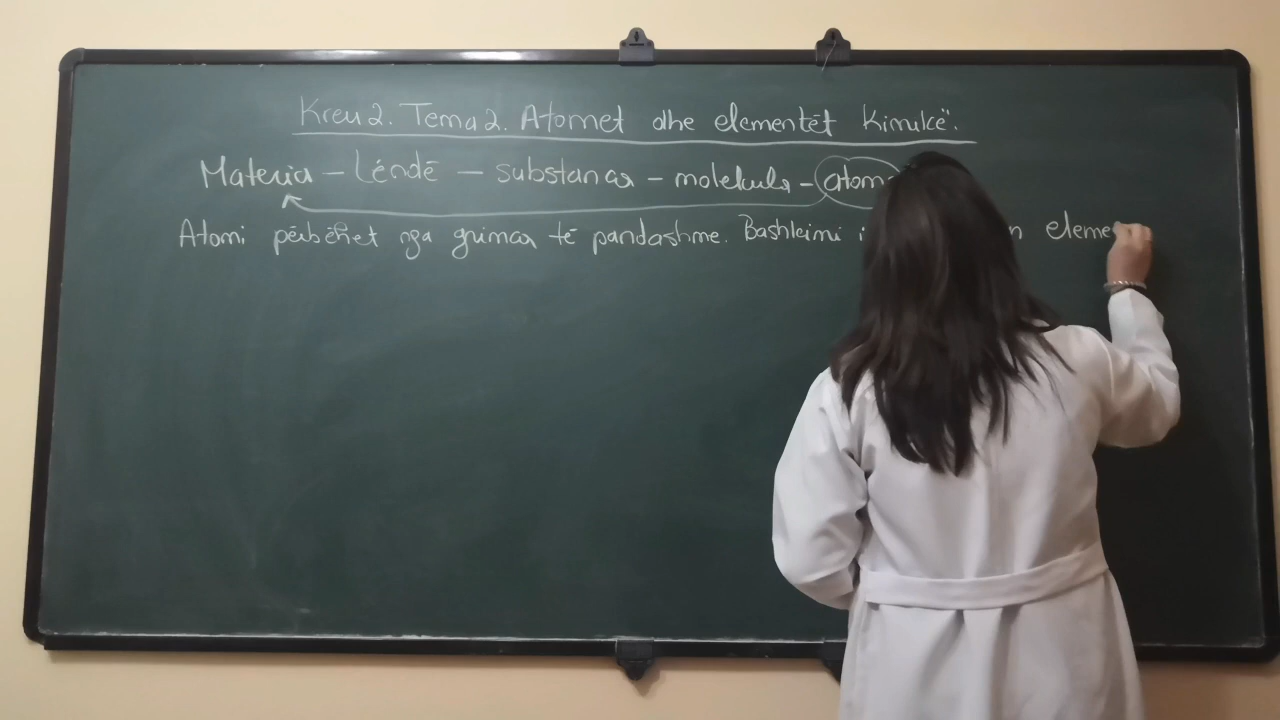 Kreu 2. Tema 2. Atomet dhe elementët Kimikë".
Materia – Lëndë – substanca – molekula – atom
Atomi përbëhet nga grimca të pandashme. Bashkimi i n eleme